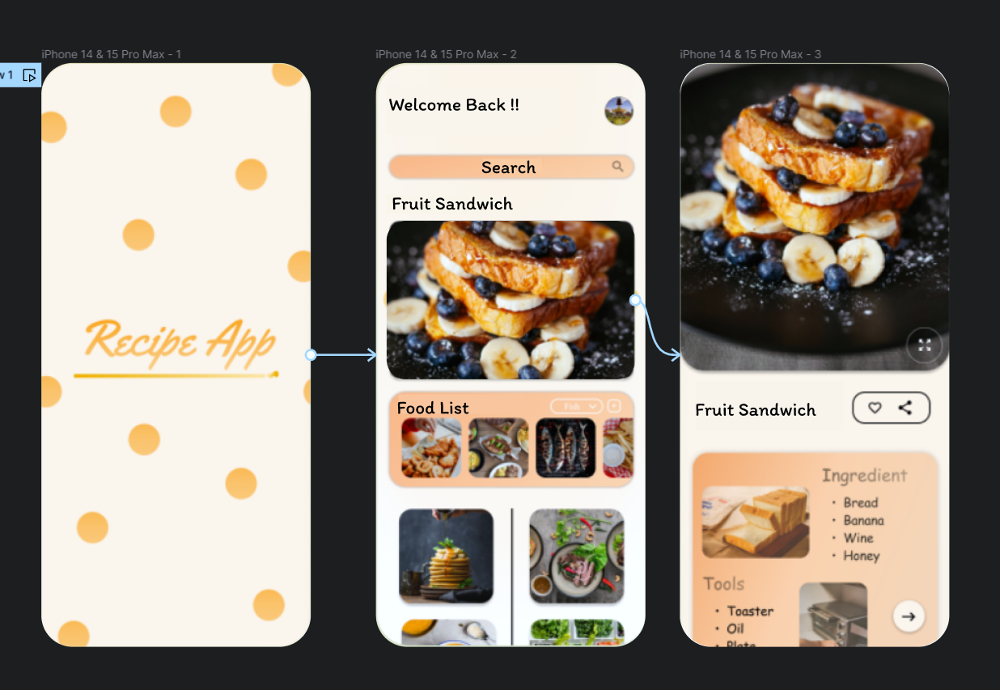 iPhone 14 & 15 Pro Max - 1
iPhone 14 & 15 Pro Max - 2
iPhone 14 & 15 Pro Max - 3
1
Recipe App
Welcome Back !!
Search
Fruit Sandwich
Food List
Fish
Fruit Sandwich
Ingredient
• Bread
• Banana
• Wine
• Honey
Tools
• Toaster
• Oil
• Plate